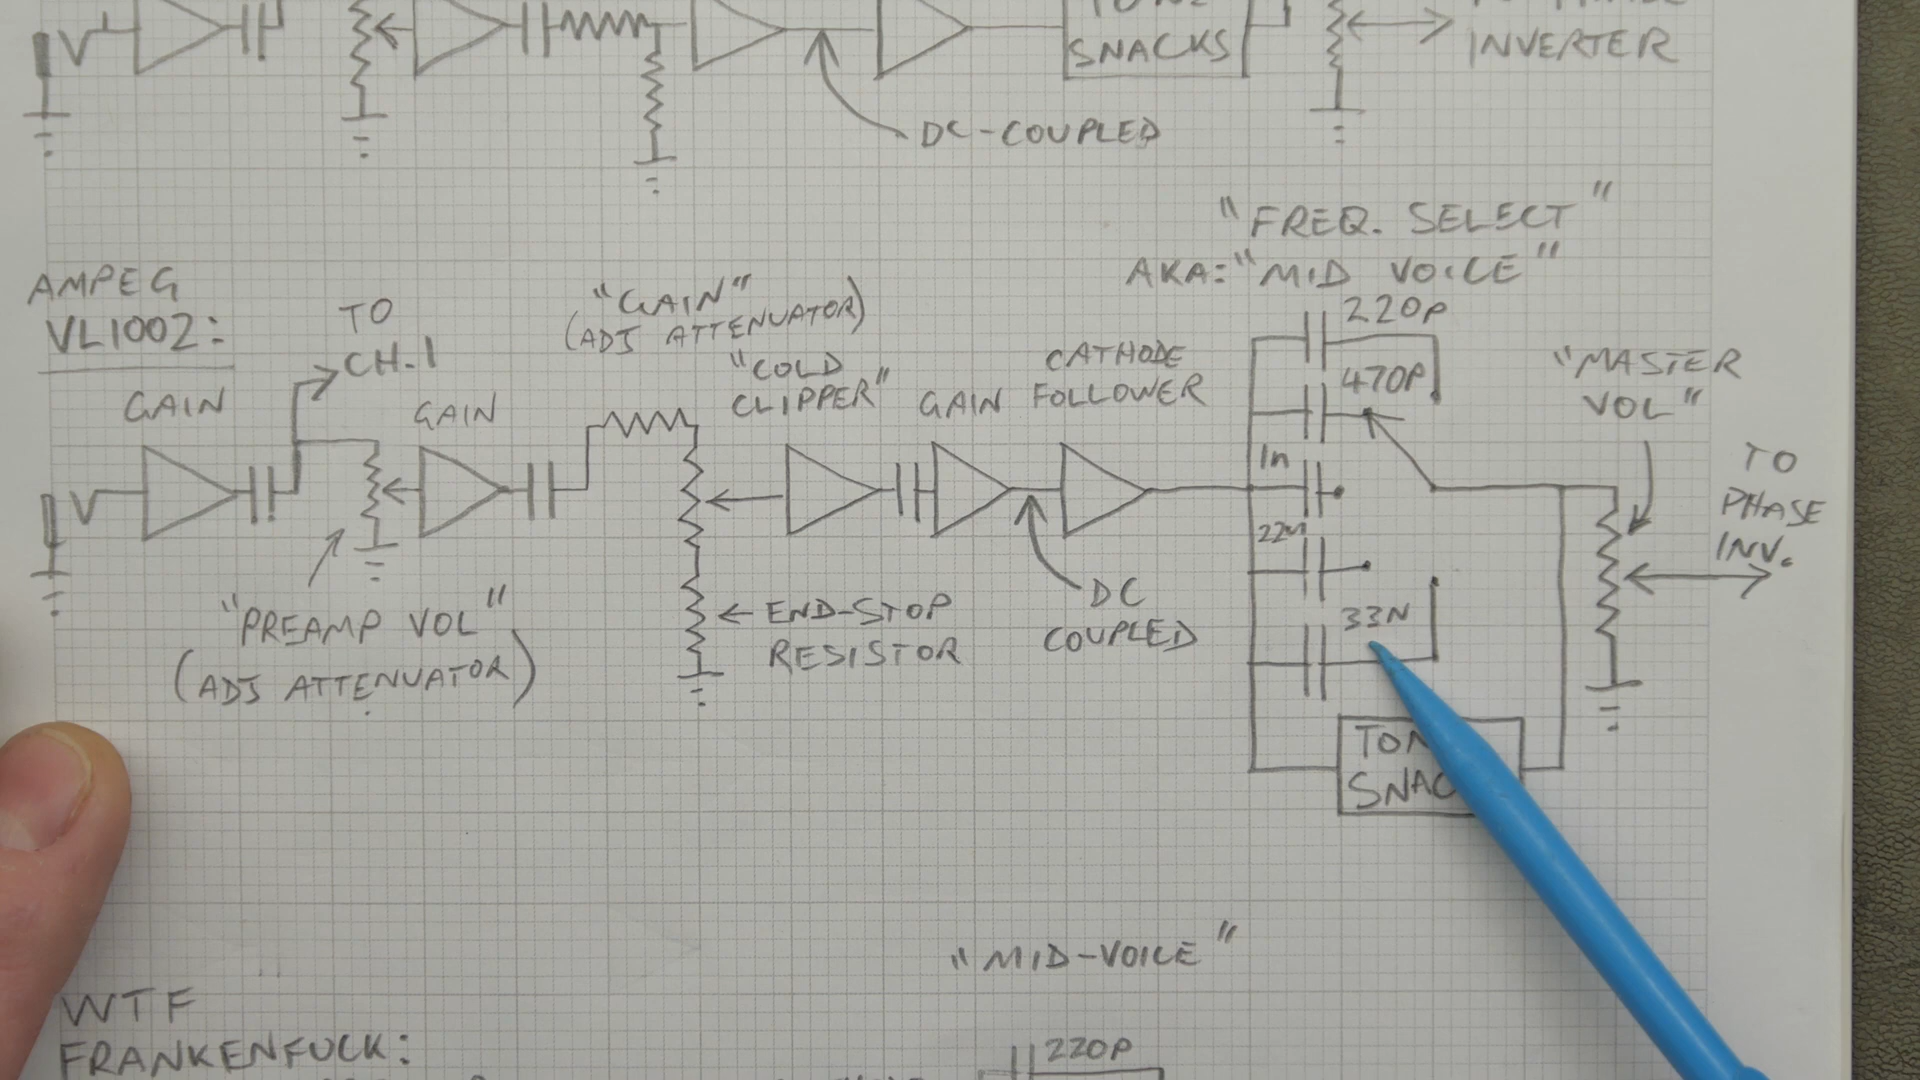 SNACKS
INVERTER
DC-COUPLED
"FREQ. SELECT"
AKA: "MID VOICE"
AMPEG
VL1002:
TO
CH.1
"GAIN"
(ADJ ATTENUATOR)
220P
470P
"COLD
CLIPPER"
CATHODE
FOLLOWER
"MASTER
VOL"
GAIN
GAIN
GAIN
1n
TO
PHASE
INV.
"PREAMP VOL"
(ADJ ATTENUATOR)
← END-STOP
RESISTOR
DC
COUPLED
33N
"MID-VOICE"
WTF
FRANKENFUCK:
220P